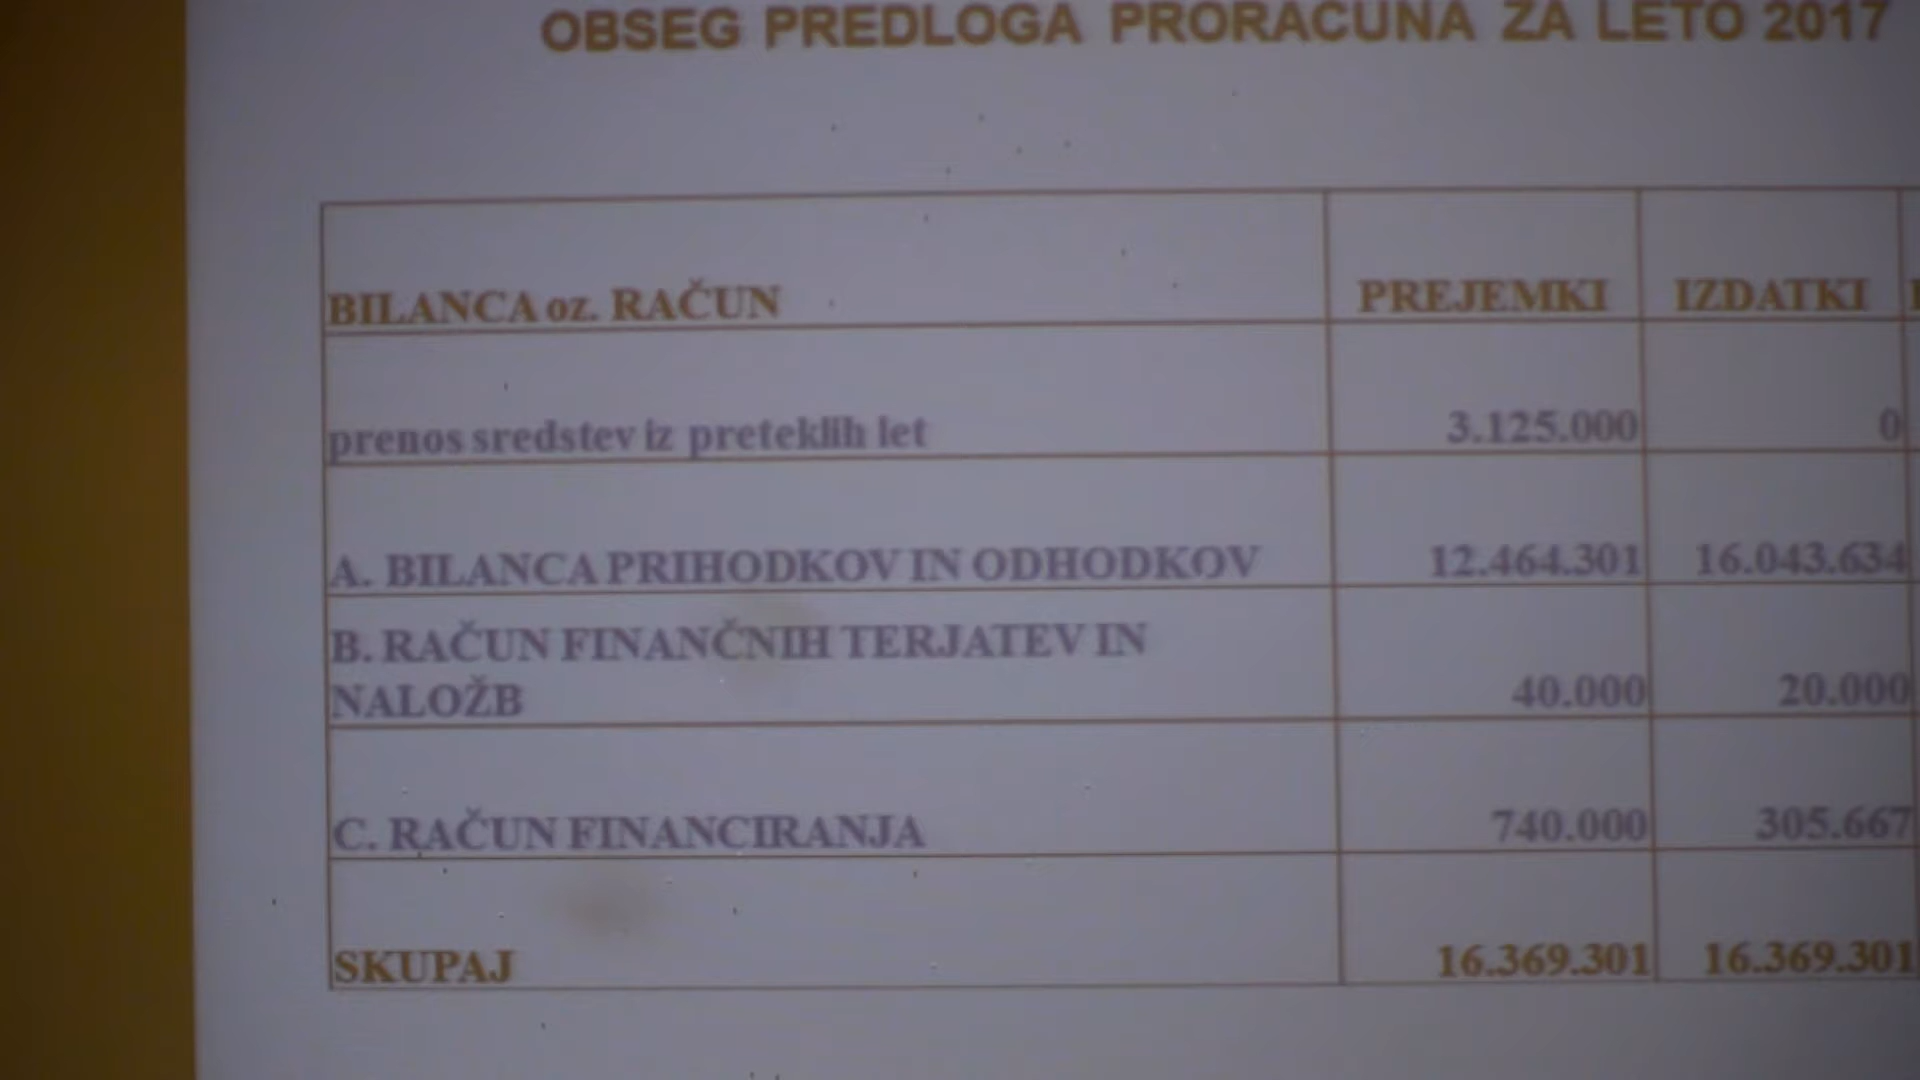 OBSEG PREDLOGA PRORAČUNA ZA LETO 2017
BILANCA oz. RAČUN PREJEMKI IZDATKI
prenos sredstev iz preteklih let 3.125.000 0
A. BILANCA PRIHODKOV IN ODHODKOV 12.464.301 16.043.634
B. RAČUN FINANČNIH TERJATEV IN
NALOŽB 40.000 20.000
C. RAČUN FINANCIRANJA 740.000 305.667
SKUPAJ 16.369.301 16.369.301